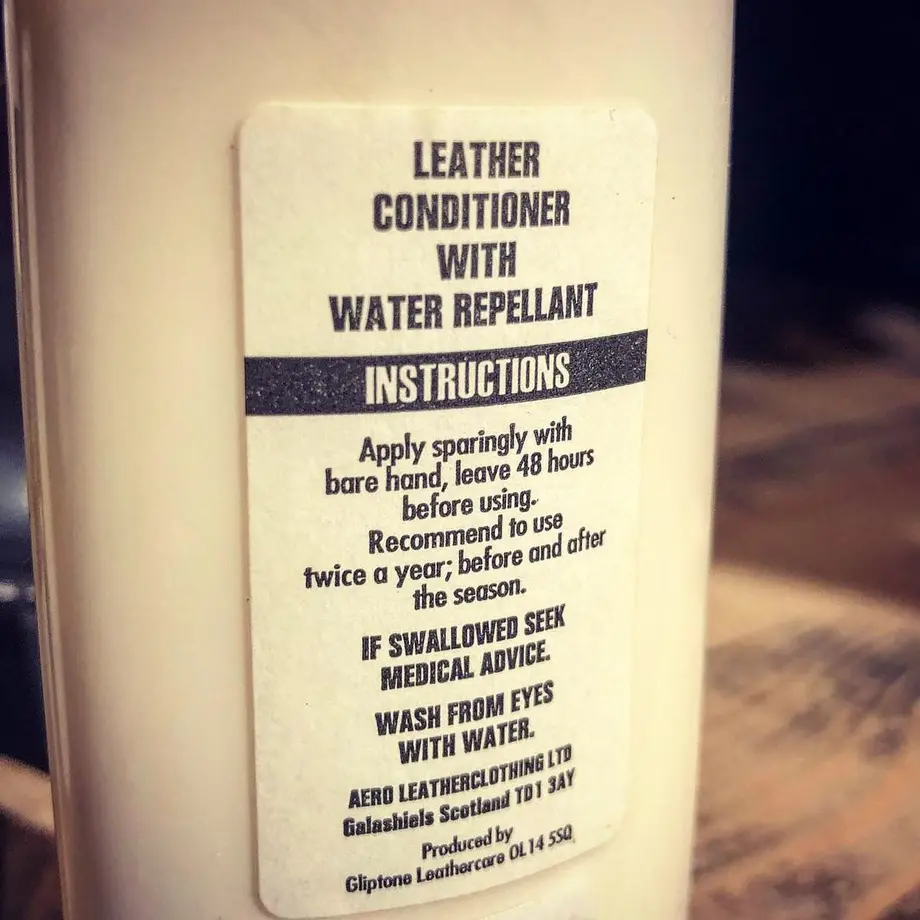 LEATHER
CONDITIONER
WITH
WATER REPELLANT
INSTRUCTIONS
Apply sparingly with
bare hand, leave 48 hours
before using.
Recommend to use
twice a year; before and after
the season.
IF SWALLOWED SEEK
MEDICAL ADVICE.
WASH FROM EYES
WITH WATER.
AERO LEATHERCLOTHING LTD
Galashiels Scotland TD1 3AY
Produced by
Gliptone Leathercare OL14 5SQ